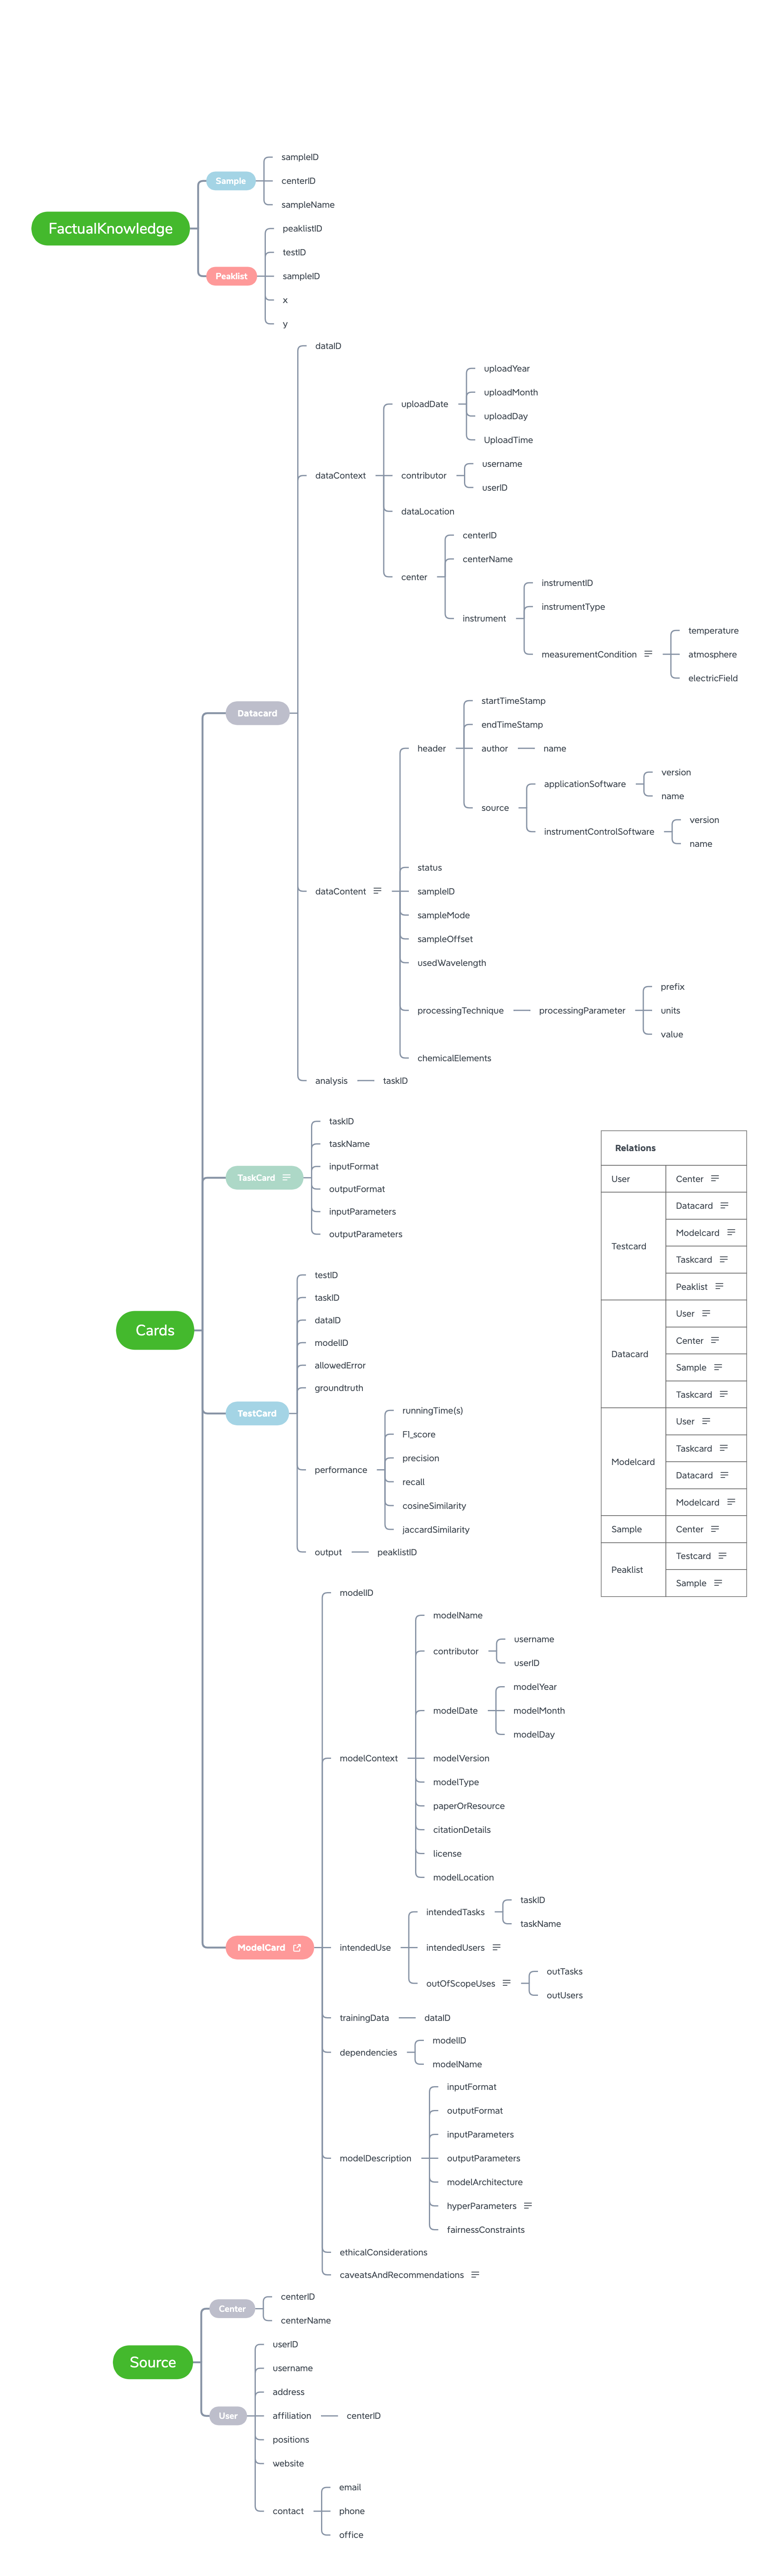 FactualKnowledge
Sample
sampleID
centerID
sampleName
Peaklist
peaklistID
testID
sampleID
x
y
Cards
Datacard
dataID
dataContext
uploadDate
uploadYear
uploadMonth
uploadDay
UploadTime
contributor
username
userID
dataLocation
center
centerID
centerName
instrument
instrumentID
instrumentType
measurementCondition
temperature
atmosphere
electricField
dataContent
header
startTimeStamp
endTimeStamp
author
name
source
applicationSoftware
version
name
instrumentControlSoftware
version
name
status
sampleID
sampleMode
sampleOffset
usedWavelength
processingTechnique
processingParameter
prefix
units
value
chemicalElements
analysis
taskID
TaskCard
taskID
taskName
inputFormat
outputFormat
inputParameters
outputParameters
TestCard
testID
taskID
dataID
modelID
allowedError
groundtruth
performance
runningTime(s)
F1_score
precision
recall
cosineSimilarity
jaccardSimilarity
output
peaklistID
ModelCard
modelID
modelContext
modelName
contributor
username
userID
modelDate
modelYear
modelMonth
modelDay
modelVersion
modelType
paperOrResource
citationDetails
license
modelLocation
intendedUse
intendedTasks
taskID
taskName
intendedUsers
outOfScopeUses
outTasks
outUsers
trainingData
dataID
dependencies
modelID
modelName
modelDescription
inputFormat
outputFormat
inputParameters
outputParameters
modelArchitecture
hyperParameters
fairnessConstraints
ethicalConsiderations
caveatsAndRecommendations
Source
Center
centerID
centerName
User
userID
username
address
affiliation
centerID
positions
website
contact
email
phone
office
Relations
User
Center
Testcard
Datacard
Modelcard
Taskcard
Peaklist
Datacard
User
Center
Sample
Taskcard
Modelcard
User
Taskcard
Datacard
Modelcard
Sample
Center
Peaklist
Testcard
Sample